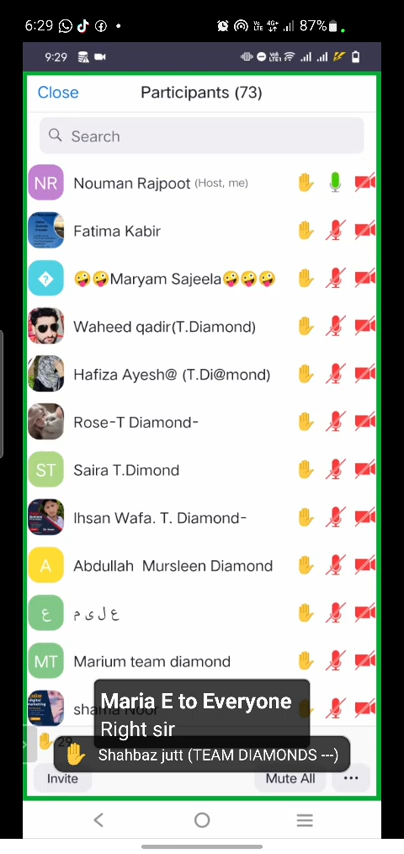 6:29 87%
9:29
Close Participants (73)
Search
NR Nouman Rajpoot (Host, me)
Fatima Kabir
🤪🤪Maryam Sajeela🤪🤪🤪
Waheed qadir(T.Diamond)
Hafiza Ayesh@ (T.Di@mond)
Rose-T Diamond-
ST Saira T.Dimond
Ihsan Wafa. T. Diamond-
A Abdullah Mursleen Diamond
ع ع ل ی م
MT Marium team diamond
Noor
Maria E to Everyone
Right sir
✋ Shahbaz jutt (TEAM DIAMONDS ---)
Invite Mute All ...